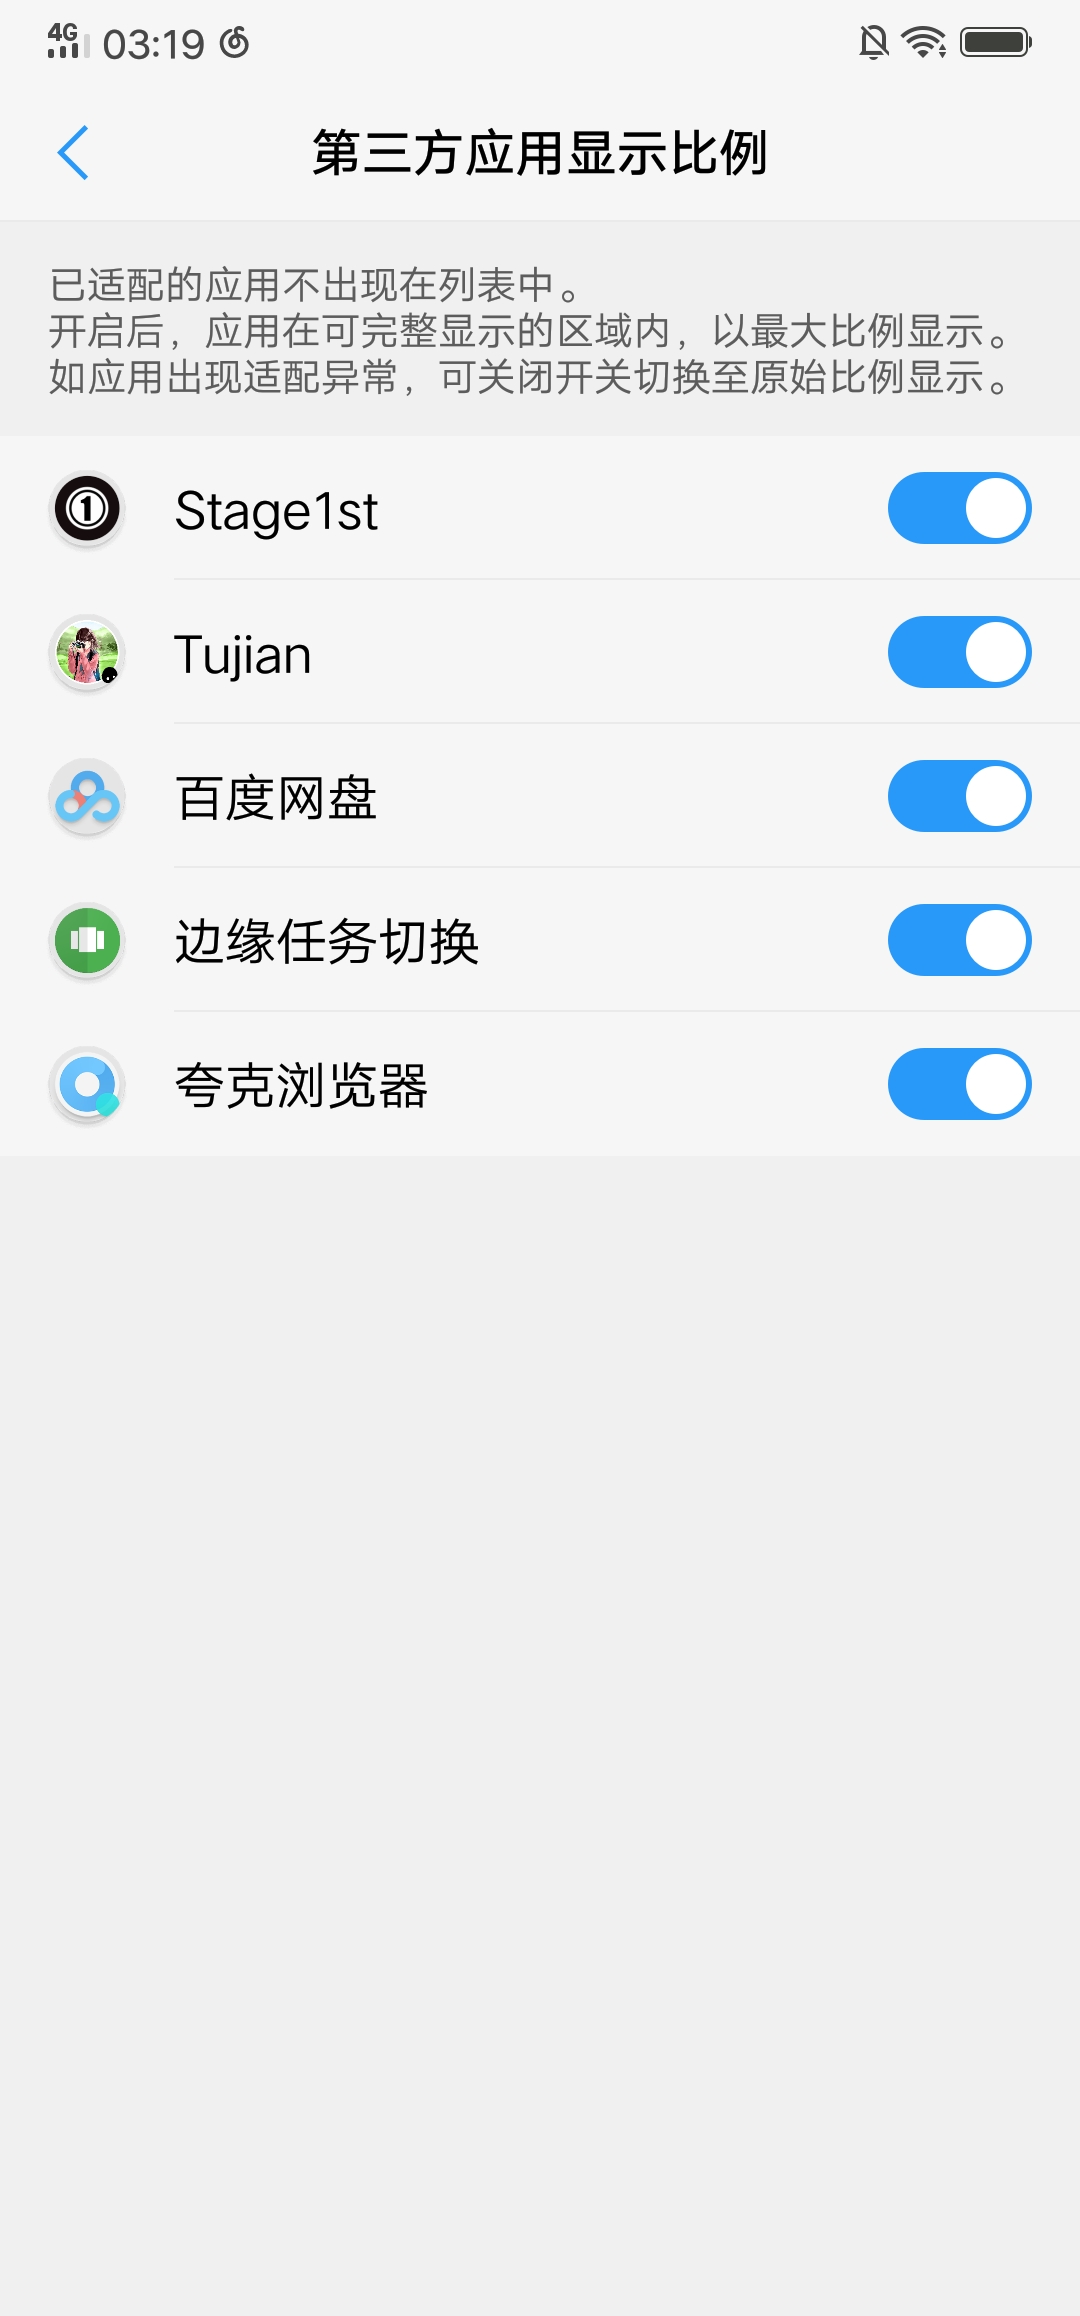 4G 03:19
第三方应用显示比例
已适配的应用不出现在列表中。
开启后，应用在可完整显示的区域内，以最大比例显示。
如应用出现适配异常，可关闭开关切换至原始比例显示。
1 Stage1st
Tujian
百度网盘
边缘任务切换
夸克浏览器